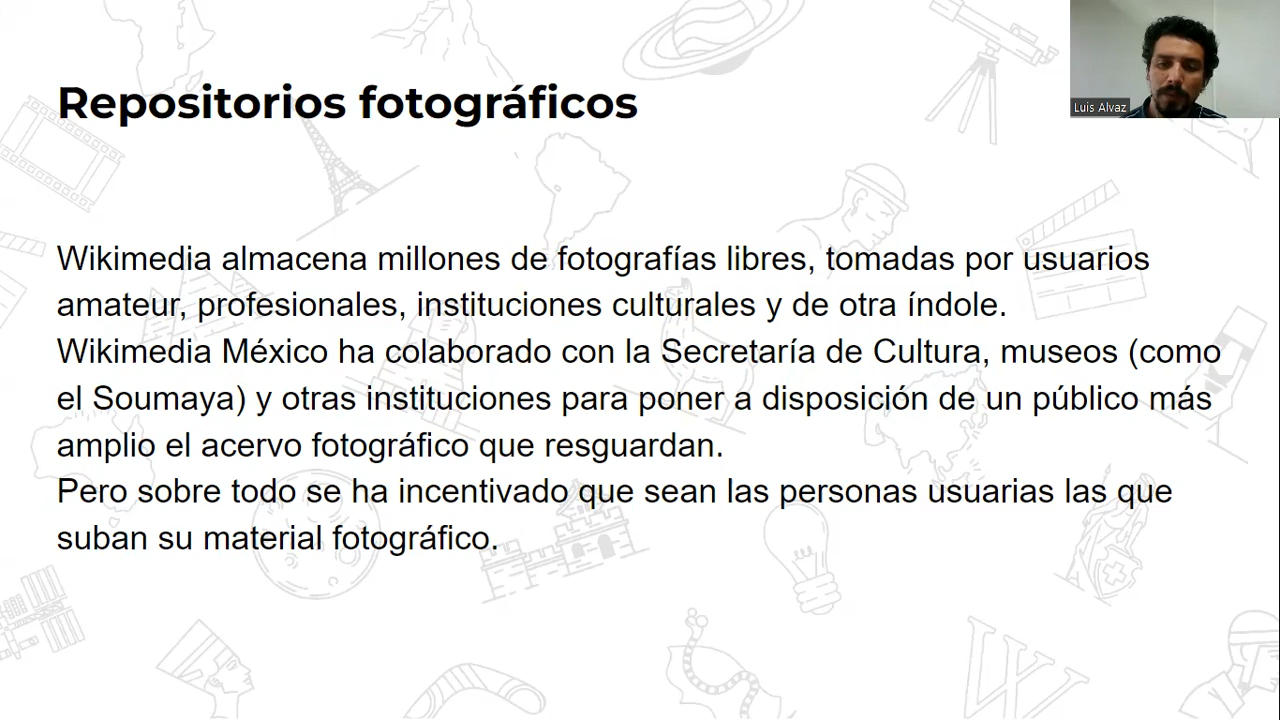 Repositorios fotográficos
Luis Alvaz
Wikimedia almacena millones de fotografías libres, tomadas por usuarios
amateur, profesionales, instituciones culturales y de otra índole.
Wikimedia México ha colaborado con la Secretaría de Cultura, museos (como
el Soumaya) y otras instituciones para poner a disposición de un público más
amplio el acervo fotográfico que resguardan.
Pero sobre todo se ha incentivado que sean las personas usuarias las que
suban su material fotográfico.